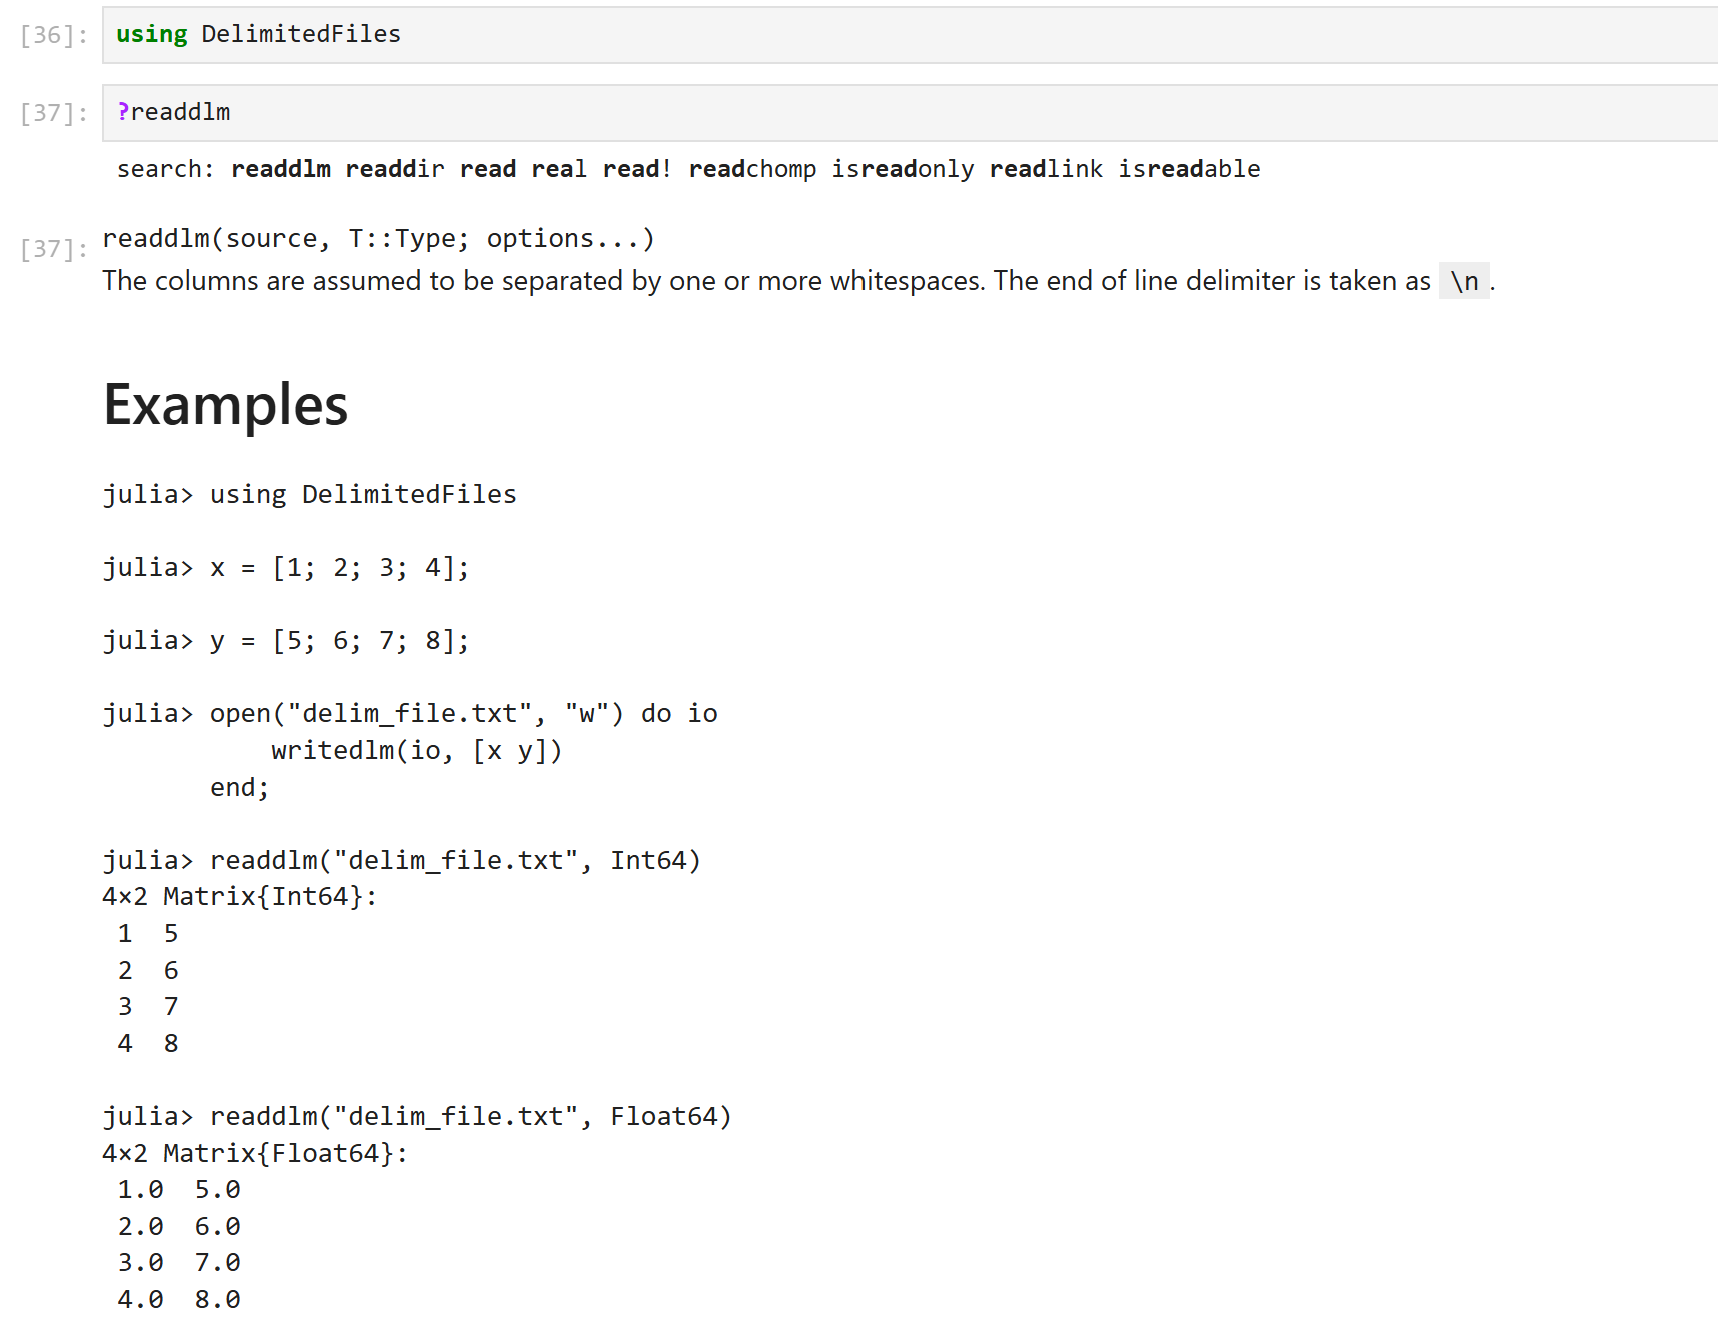 [36]: using DelimitedFiles
[37]: ?readdlm
search: readdlm readdir read real read! readchomp isreadonly readlink isreadable
[37]: readdlm(source, T::Type; options...)
The columns are assumed to be separated by one or more whitespaces. The end of line delimiter is taken as \n.
Examples
julia> using DelimitedFiles
julia> x = [1; 2; 3; 4];
julia> y = [5; 6; 7; 8];
julia> open("delim_file.txt", "w") do io
           writedlm(io, [x y])
       end;
julia> readdlm("delim_file.txt", Int64)
4×2 Matrix{Int64}:
 1  5
 2  6
 3  7
 4  8
julia> readdlm("delim_file.txt", Float64)
4×2 Matrix{Float64}:
 1.0  5.0
 2.0  6.0
 3.0  7.0
 4.0  8.0